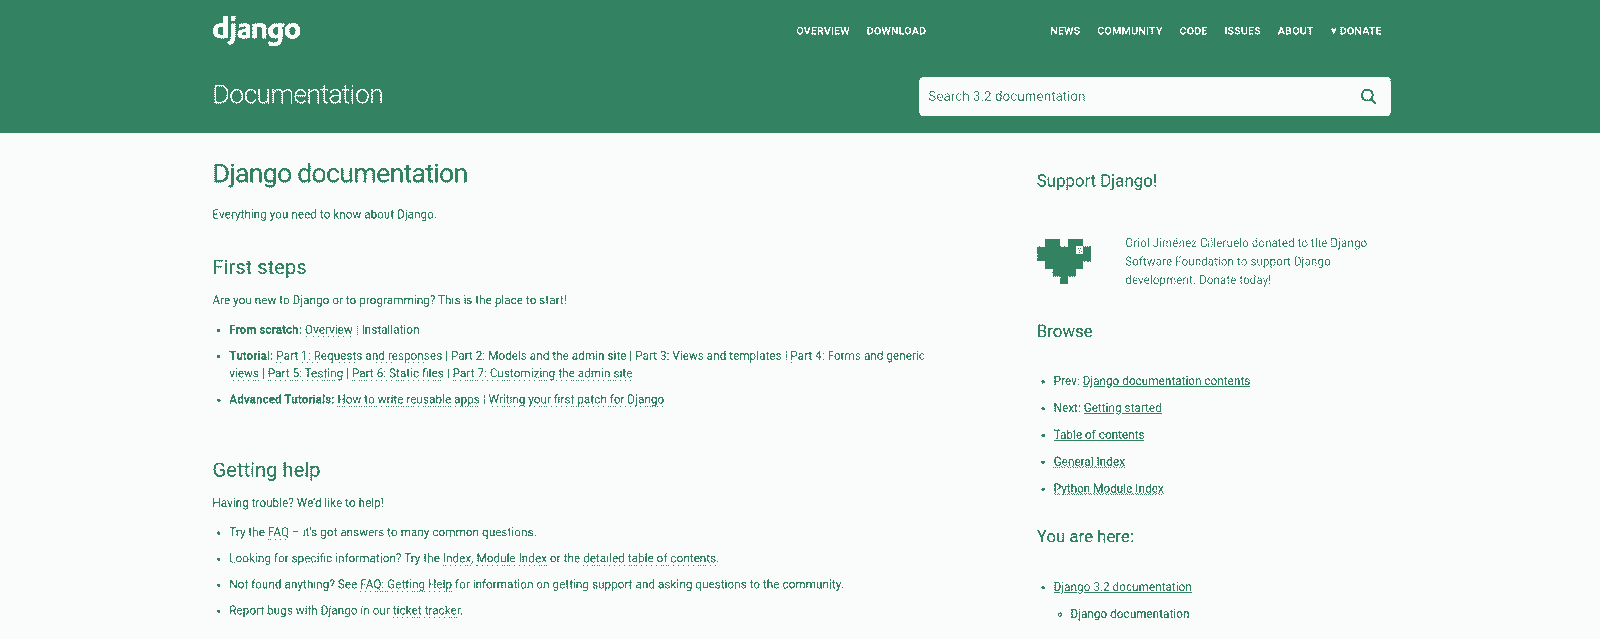 django
OVERVIEW DOWNLOAD NEWS COMMUNITY CODE ISSUES ABOUT ♥ DONATE
Documentation
Search 3.2 documentation
Django documentation
Everything you need to know about Django.
First steps
Are you new to Django or to programming? This is the place to start!
• From scratch: Overview | Installation
• Tutorial: Part 1: Requests and responses | Part 2: Models and the admin site | Part 3: Views and templates | Part 4: Forms and generic
views | Part 5: Testing | Part 6: Static files | Part 7: Customizing the admin site
• Advanced Tutorials: How to write reusable apps | Writing your first patch for Django
Getting help
Having trouble? We'd like to help!
• Try the FAQ – it's got answers to many common questions.
• Looking for specific information? Try the Index, Module Index or the detailed table of contents.
• Not found anything? See FAQ: Getting Help for information on getting support and asking questions to the community.
• Report bugs with Django in our ticket tracker.
Support Django!
Oriol Jiménez Cilleruelo donated to the Django
Software Foundation to support Django
development. Donate today!
Browse
• Prev: Django documentation contents
• Next: Getting started
• Table of contents
• General Index
• Python Module Index
You are here:
• Django 3.2 documentation
◦ Django documentation